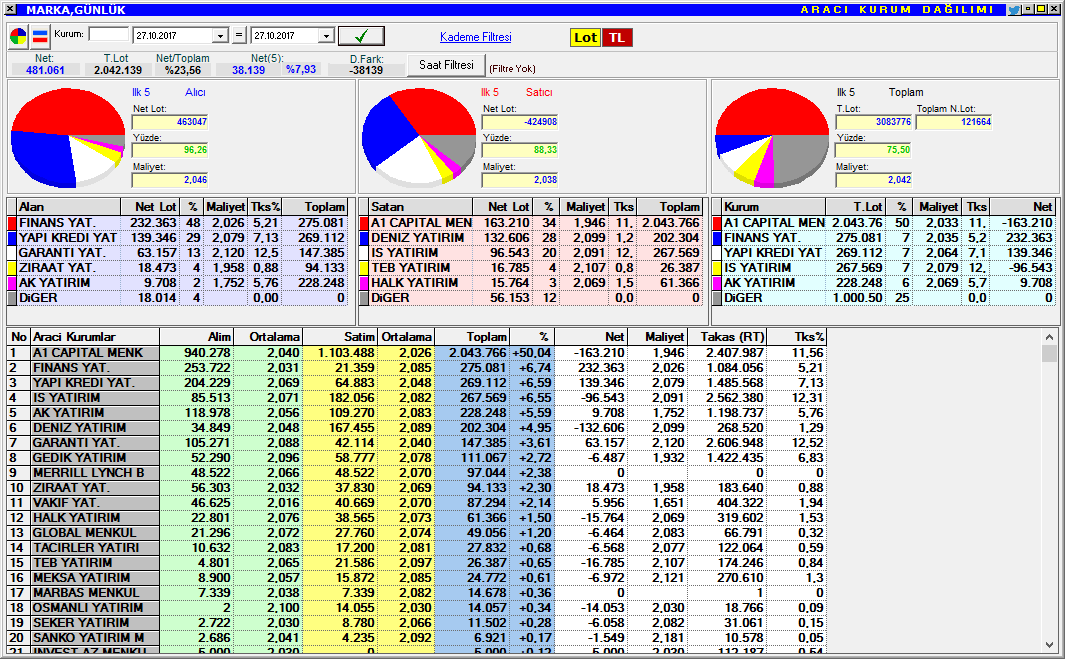 MARKA,GÜNLÜK ARACI KURUM DAĞILIMI
Kurum: 27.10.2017 = 27.10.2017 Kademe Filtresi Lot TL
Net: T.Lot Net/Toplam Net(5): D.Fark: Saat Filtresi (Filtre Yok)
481.061 2.042.139 %23,56 38.139 %7,93 -38139
Ilk 5 Alıcı
Net Lot:
463047
Yüzde:
96,26
Maliyet:
2,046
Ilk 5 Satıcı
Net Lot:
-424908
Yüzde:
88,33
Maliyet:
2,038
Ilk 5 Toplam
T.Lot: Toplam N.Lot:
3083776 121664
Yüzde:
75,50
Maliyet:
2,042
Alan Net Lot % Maliyet Tks% Toplam
FINANS YAT. 232.363 48 2,026 5,21 275.081
YAPI KREDI YAT 139.346 29 2,079 7,13 269.112
GARANTI YAT. 63.157 13 2,120 12,5 147.385
ZIRAAT YAT. 18.473 4 1,958 0,88 94.133
AK YATIRIM 9.708 2 1,752 5,76 228.248
DiGER 18.014 4 0,00 0
Satan Net Lot % Maliyet Tks Toplam
A1 CAPITAL MEN 163.210 34 1,946 11, 2.043.766
DENIZ YATIRIM 132.606 28 2,099 1,2 202.304
IS YATIRIM 96.543 20 2,091 12, 267.569
TEB YATIRIM 16.785 4 2,107 0,8 26.387
HALK YATIRIM 15.764 3 2,069 1,5 61.366
DiGER 56.153 12 0,0 0
Kurum T.Lot % Maliyet Tks Net
A1 CAPITAL MEN 2.043.76 50 2,033 11, -163.210
FINANS YAT. 275.081 7 2,035 5,2 232.363
YAPI KREDI YAT 269.112 7 2,064 7,1 139.346
IS YATIRIM 267.569 7 2,079 12, -96.543
AK YATIRIM 228.248 6 2,069 5,7 9.708
DiGER 1.000.50 25 0,0 0
No Araci Kurumlar Alim Ortalama Satim Ortalama Toplam % Net Maliyet Takas (RT) Tks%
1 A1 CAPITAL MENK 940.278 2,040 1.103.488 2,026 2.043.766 +50,04 -163.210 1,946 2.407.987 11,56
2 FINANS YAT. 253.722 2,031 21.359 2,085 275.081 +6,74 232.363 2,026 1.084.056 5,21
3 YAPI KREDI YAT. 204.229 2,069 64.883 2,048 269.112 +6,59 139.346 2,079 1.485.568 7,13
4 IS YATIRIM 85.513 2,071 182.056 2,082 267.569 +6,55 -96.543 2,091 2.562.380 12,31
5 AK YATIRIM 118.978 2,056 109.270 2,083 228.248 +5,59 9.708 1,752 1.198.737 5,76
6 DENIZ YATIRIM 34.849 2,048 167.455 2,089 202.304 +4,95 -132.606 2,099 268.520 1,29
7 GARANTI YAT. 105.271 2,088 42.114 2,040 147.385 +3,61 63.157 2,120 2.606.948 12,52
8 GEDIK YATIRIM 52.290 2,096 58.777 2,078 111.067 +2,72 -6.487 1,932 1.422.435 6,83
9 MERRILL LYNCH B 48.522 2,066 48.522 2,070 97.044 +2,38 0 0 0
10 ZIRAAT YAT. 56.303 2,032 37.830 2,069 94.133 +2,30 18.473 1,958 183.640 0,88
11 VAKIF YAT. 46.625 2,016 40.669 2,070 87.294 +2,14 5.956 1,651 404.322 1,94
12 HALK YATIRIM 22.801 2,076 38.565 2,073 61.366 +1,50 -15.764 2,069 319.602 1,53
13 GLOBAL MENKUL 21.296 2,072 27.760 2,074 49.056 +1,20 -6.464 2,083 66.791 0,32
14 TACIRLER YATIRI 10.632 2,083 17.200 2,081 27.832 +0,68 -6.568 2,077 122.064 0,59
15 TEB YATIRIM 4.801 2,065 21.586 2,097 26.387 +0,65 -16.785 2,107 174.246 0,84
16 MEKSA YATIRIM 8.900 2,057 15.872 2,085 24.772 +0,61 -6.972 2,121 270.610 1,3
17 MARBAS MENKUL 7.339 2,038 7.339 2,082 14.678 +0,36 0 1 0
18 OSMANLI YATIRIM 2 2,100 14.055 2,030 14.057 +0,34 -14.053 2,030 18.766 0,09
19 SEKER YATIRIM 2.722 2,030 8.780 2,066 11.502 +0,28 -6.058 2,082 31.061 0,15
20 SANKO YATIRIM M 2.686 2,041 4.235 2,092 6.921 +0,17 -1.549 2,181 10.578 0,05
21 INVEST AZ MENKU 5.000 2,030 0 5.000 +0,12 5.000 2,030 112.187 0,54